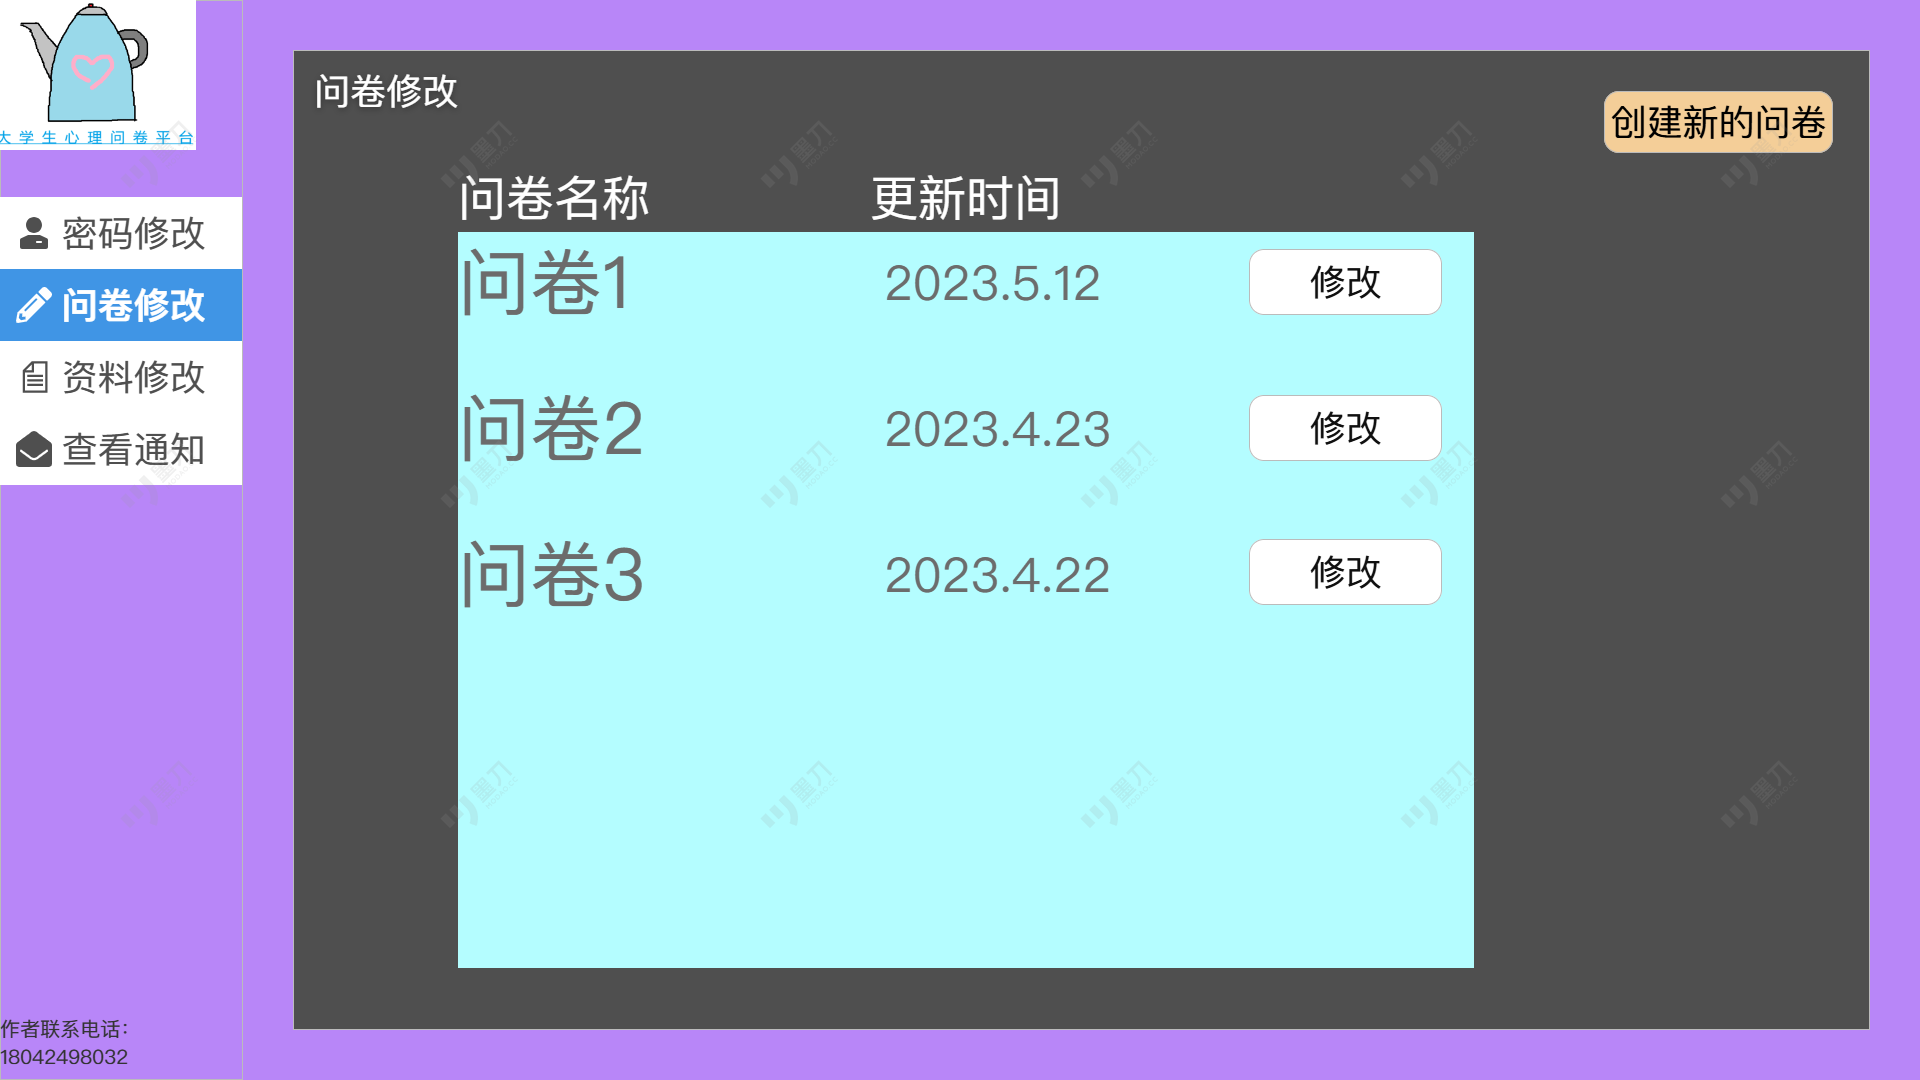 大学生心理问卷平台
密码修改
问卷修改
资料修改
查看通知
作者联系电话：
18042498032
问卷修改
创建新的问卷
问卷名称 更新时间
问卷1 2023.5.12 修改
问卷2 2023.4.23 修改
问卷3 2023.4.22 修改
墨刀